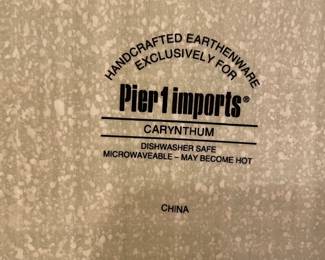 HANDCRAFTED EARTHENWARE
EXCLUSIVELY FOR
Pier 1 imports®
CARYNTHUM
DISHWASHER SAFE
MICROWAVEABLE – MAY BECOME HOT
CHINA